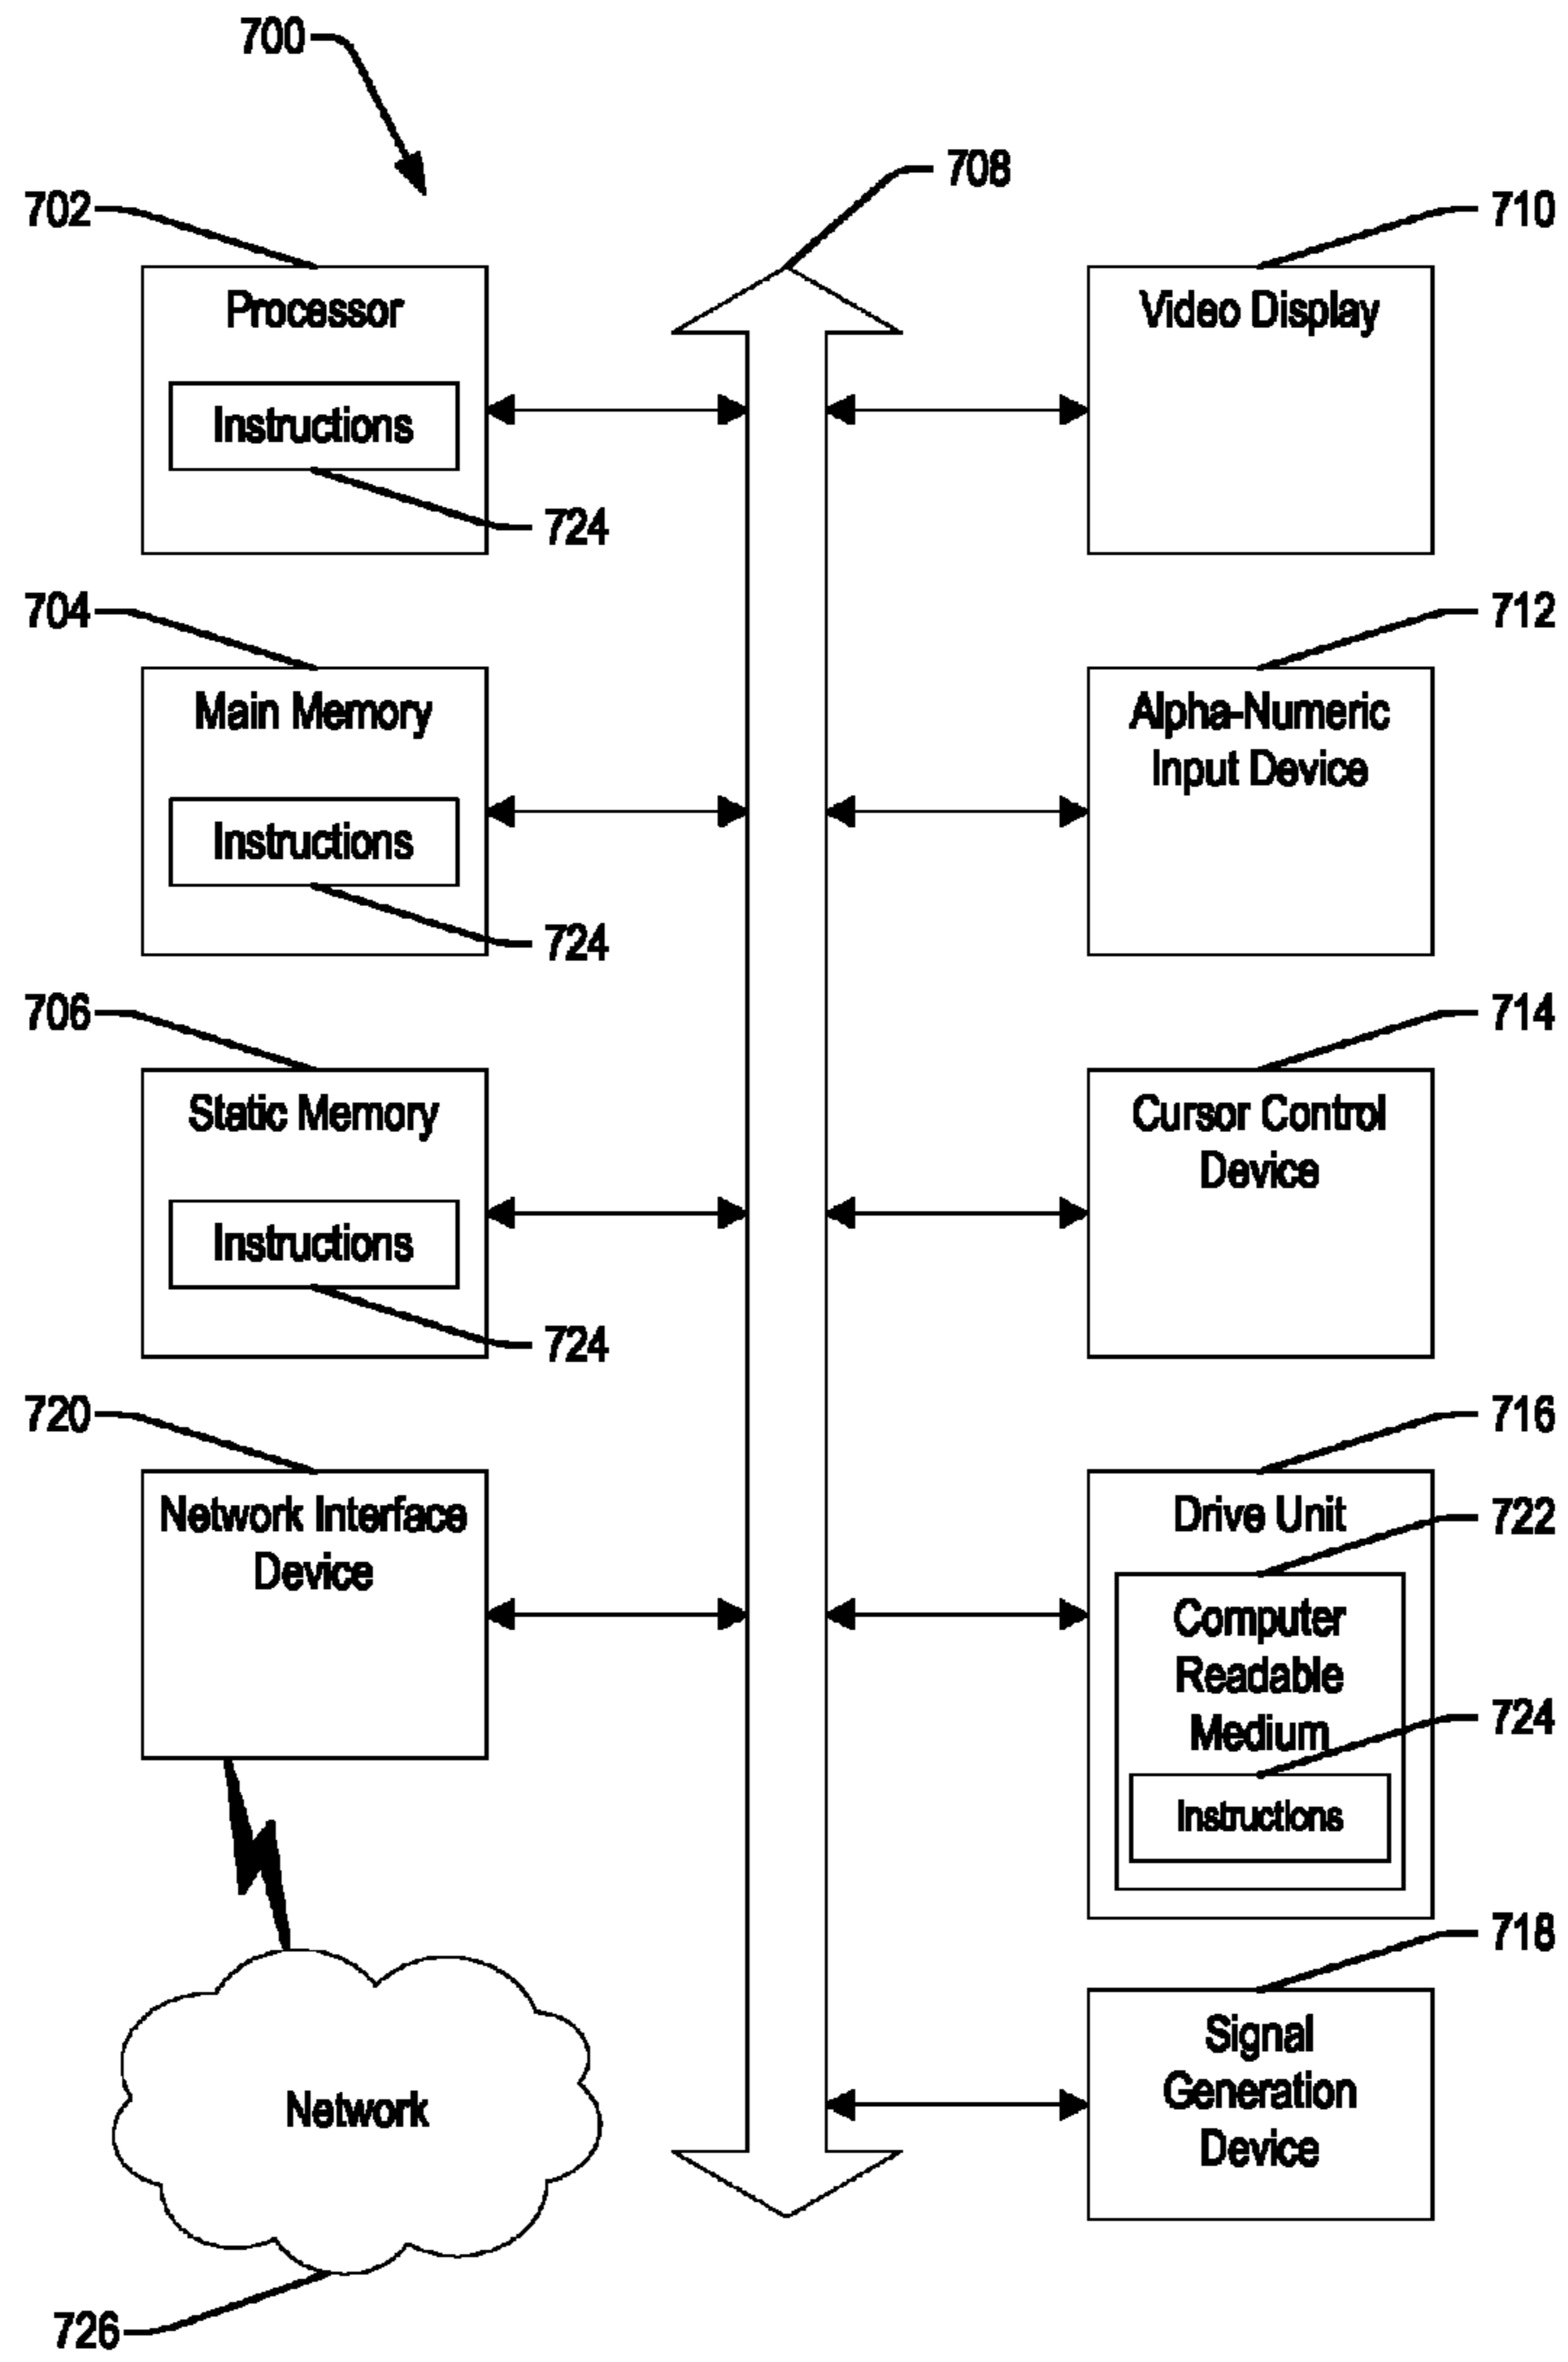 700
708
702
710
Processor
Video Display
Instructions
724
704
712
Main Memory
Alpha-Numeric
Input Device
Instructions
724
706
714
Static Memory
Cursor Control
Device
Instructions
724
720
716
Network Interface
Device
Drive Unit
722
Computer
Readable
Medium
724
Instructions
718
Signal
Generation
Device
Network
726